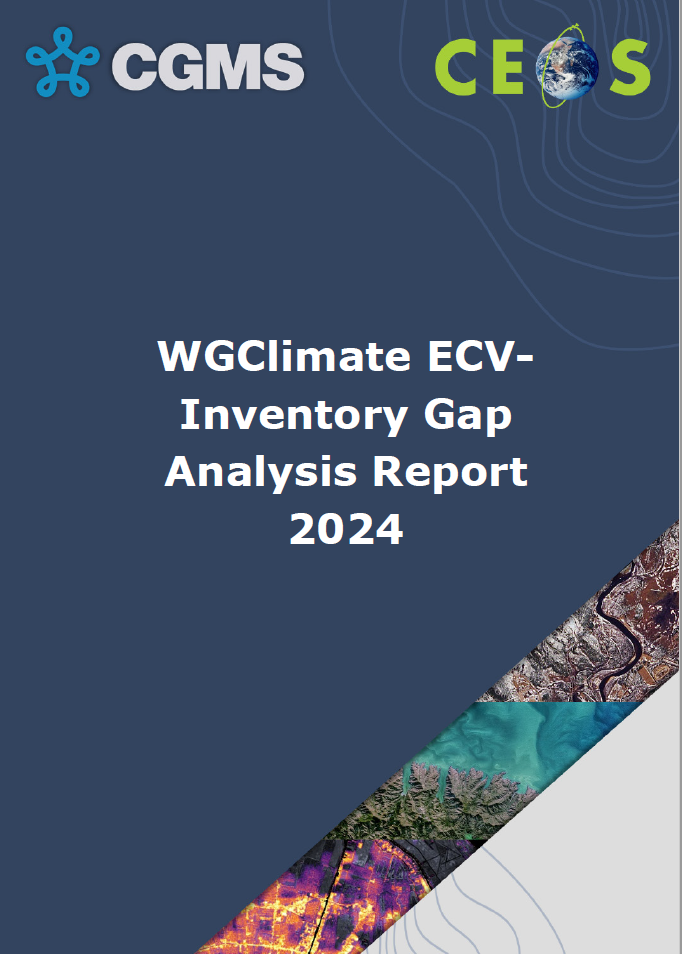 CGMS
CEOS
WGClimate ECV-
Inventory Gap
Analysis Report
2024